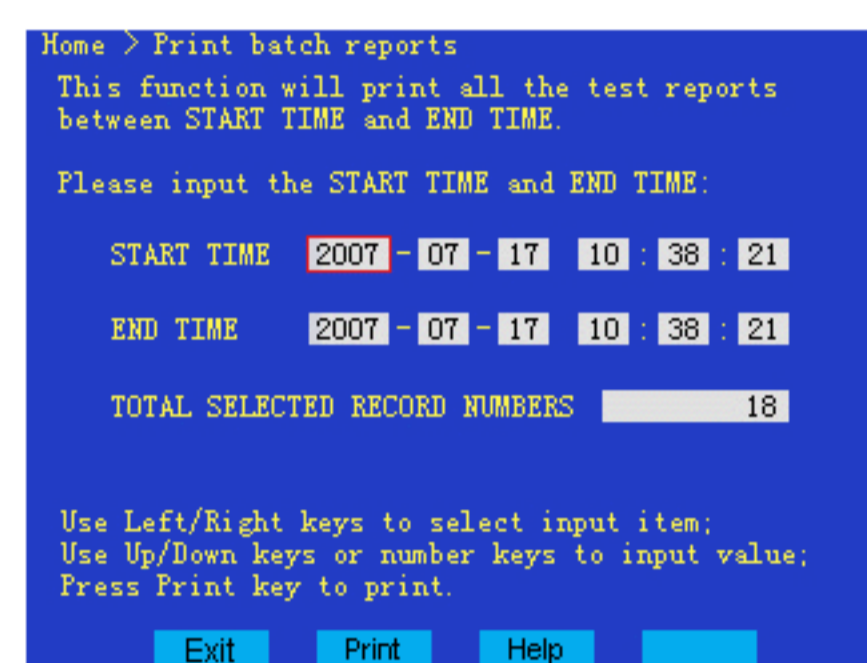 Home > Print batch reports
This function will print all the test reports
between START TIME and END TIME.
Please input the START TIME and END TIME:
START TIME 2007 - 07 - 17 10 : 38 : 21
END TIME 2007 - 07 - 17 10 : 38 : 21
TOTAL SELECTED RECORD NUMBERS 18
Use Left/Right keys to select input item;
Use Up/Down keys or number keys to input value;
Press Print key to print.
Exit Print Help